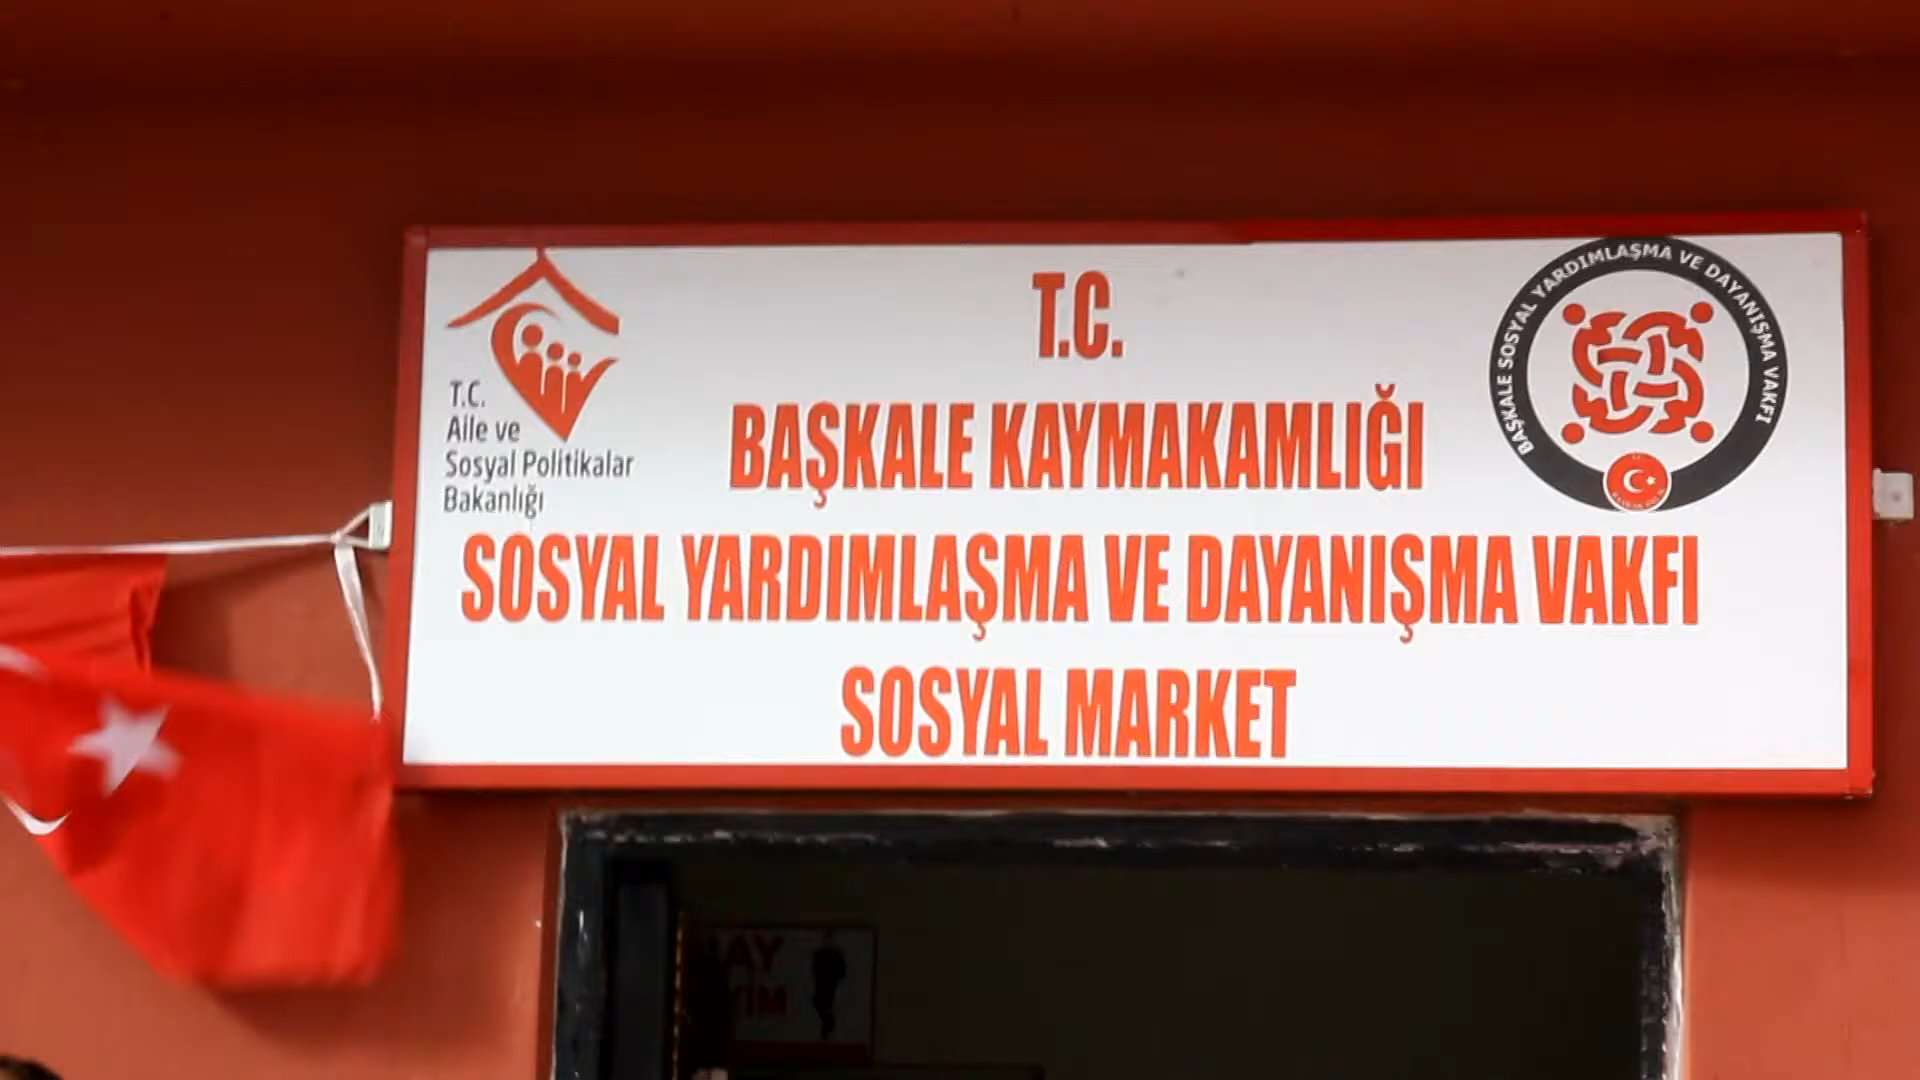 T.C.
Aile ve
Sosyal Politikalar
Bakanlığı
T.C.
BAŞKALE KAYMAKAMLIĞI
SOSYAL YARDIMLAŞMA VE DAYANIŞMA VAKFI
SOSYAL MARKET
BAŞKALE SOSYAL YARDIMLAŞMA VE DAYANIŞMA VAKFI